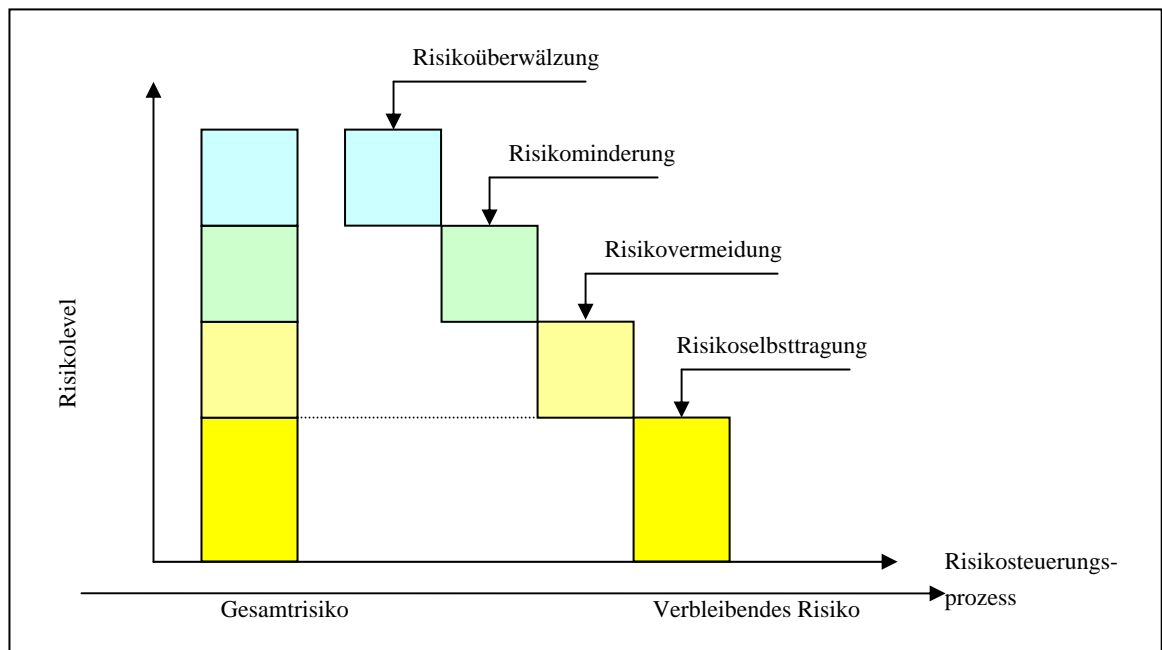 Risikoüberwälzung
Risikominderung
Risikovermeidung
Risikoselbsttragung
Risikolevel
Risikosteuerungs-
prozess
Gesamtrisiko
Verbleibendes Risiko